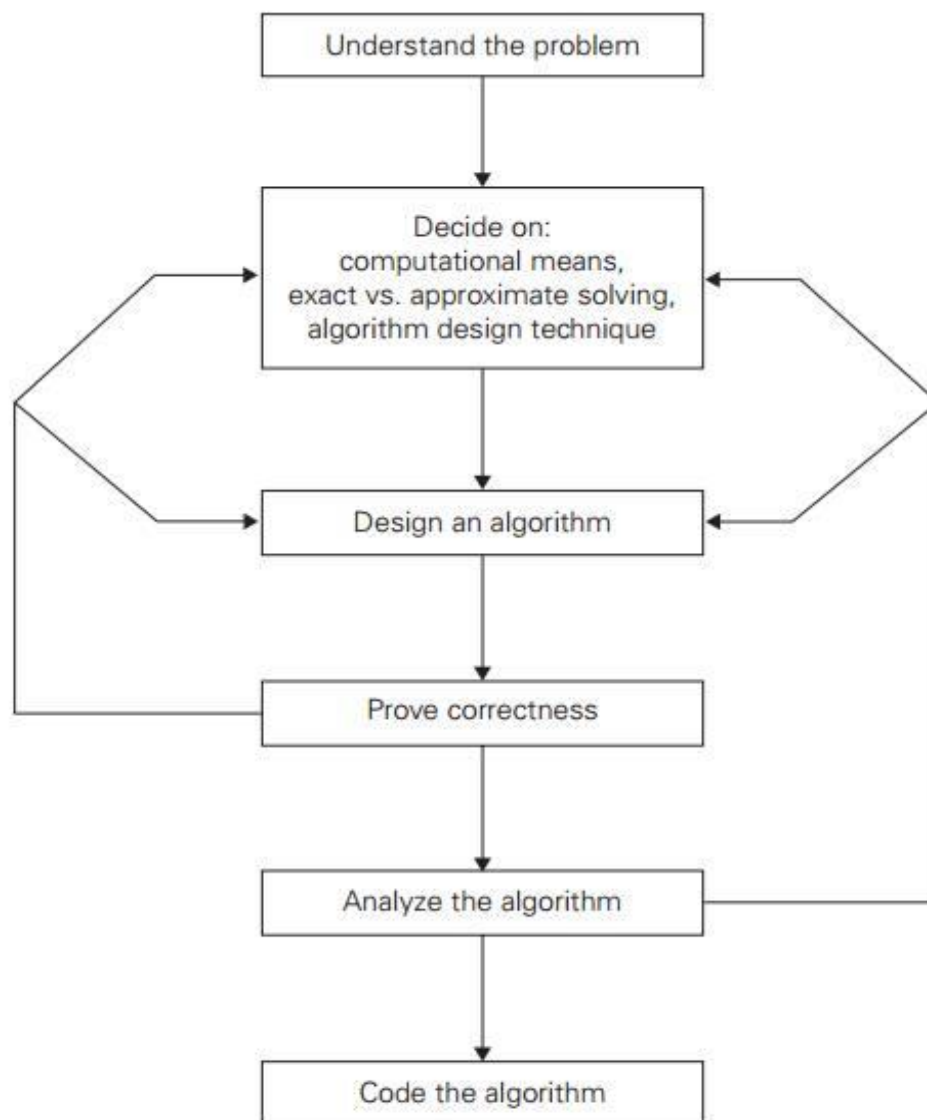 Understand the problem
Decide on:
computational means,
exact vs. approximate solving,
algorithm design technique
Design an algorithm
Prove correctness
Analyze the algorithm
Code the algorithm